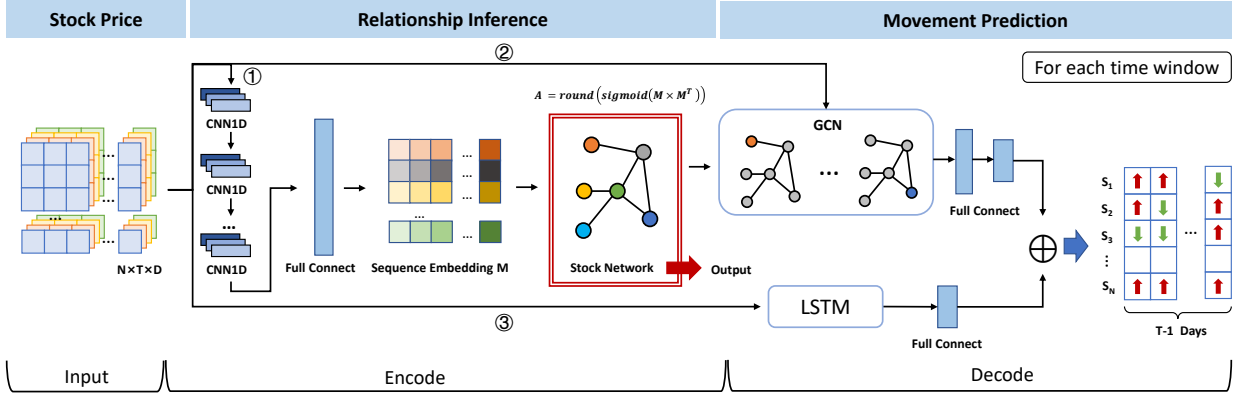 Stock Price
Relationship Inference
Movement Prediction
②
①
For each time window
A = round(sigmoid(M × M^T))
CNN1D
GCN
...
CNN1D
...
...
...
...
...
...
CNN1D
N×T×D
Full Connect
Sequence Embedding M
Stock Network
Output
Full Connect
S1
S2
S3
...
⋮
SN
T-1 Days
③
LSTM
Full Connect
Input
Encode
Decode